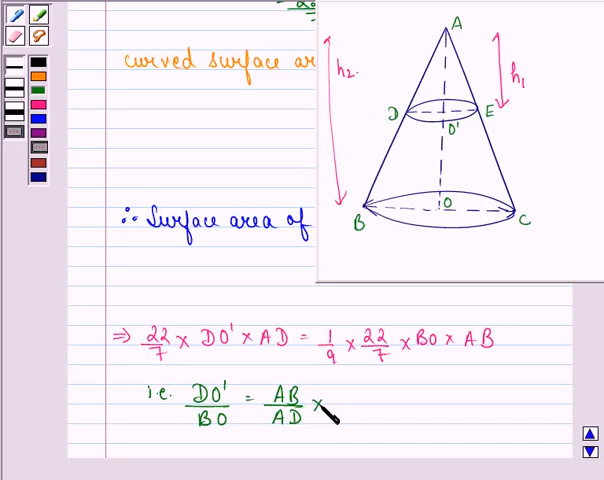 curved surface ar
∴ Surface area of
⇒ 22/7 × DO' × AD = 1/9 × 22/7 × BO × AB
i.e. DO'/BO = AB/AD ×
A
h2.
h1
D
E
O'
O
B
C